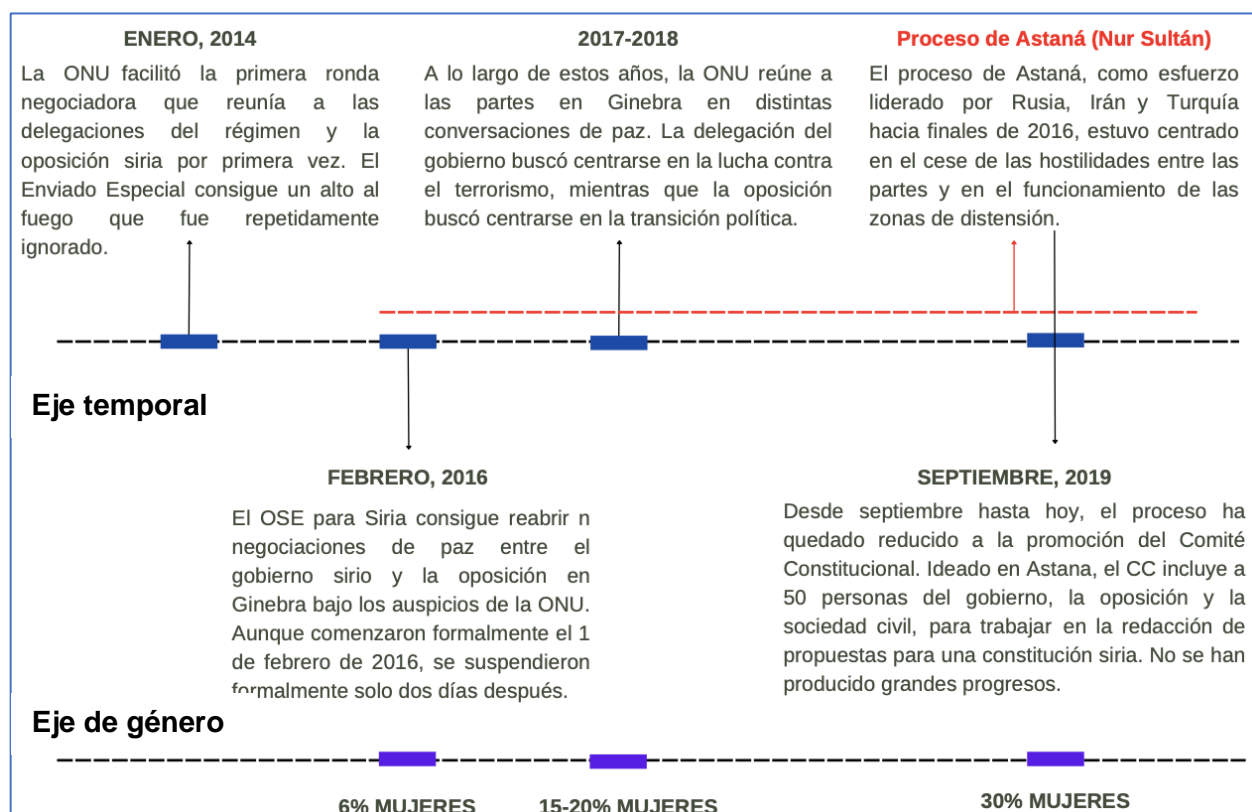 ENERO, 2014
La ONU facilitó la primera ronda
negociadora que reunía a las
delegaciones del régimen y la
oposición siria por primera vez. El
Enviado Especial consigue un alto al
fuego que fue repetidamente
ignorado.
2017-2018
A lo largo de estos años, la ONU reúne a
las partes en Ginebra en distintas
conversaciones de paz. La delegación del
gobierno buscó centrarse en la lucha contra
el terrorismo, mientras que la oposición
buscó centrarse en la transición política.
Proceso de Astaná (Nur Sultán)
El proceso de Astaná, como esfuerzo
liderado por Rusia, Irán y Turquía
hacia finales de 2016, estuvo centrado
en el cese de las hostilidades entre las
partes y en el funcionamiento de las
zonas de distensión.
Eje temporal
FEBRERO, 2016
El OSE para Siria consigue reabrir n
negociaciones de paz entre el
gobierno sirio y la oposición en
Ginebra bajo los auspicios de la ONU.
Aunque comenzaron formalmente el 1
de febrero de 2016, se suspendieron
formalmente solo dos días después.
SEPTIEMBRE, 2019
Desde septiembre hasta hoy, el proceso ha
quedado reducido a la promoción del Comité
Constitucional. Ideado en Astana, el CC incluye a
50 personas del gobierno, la oposición y la
sociedad civil, para trabajar en la redacción de
propuestas para una constitución siria. No se han
producido grandes progresos.
Eje de género
6% MUJERES
15-20% MUJERES
30% MUJERES